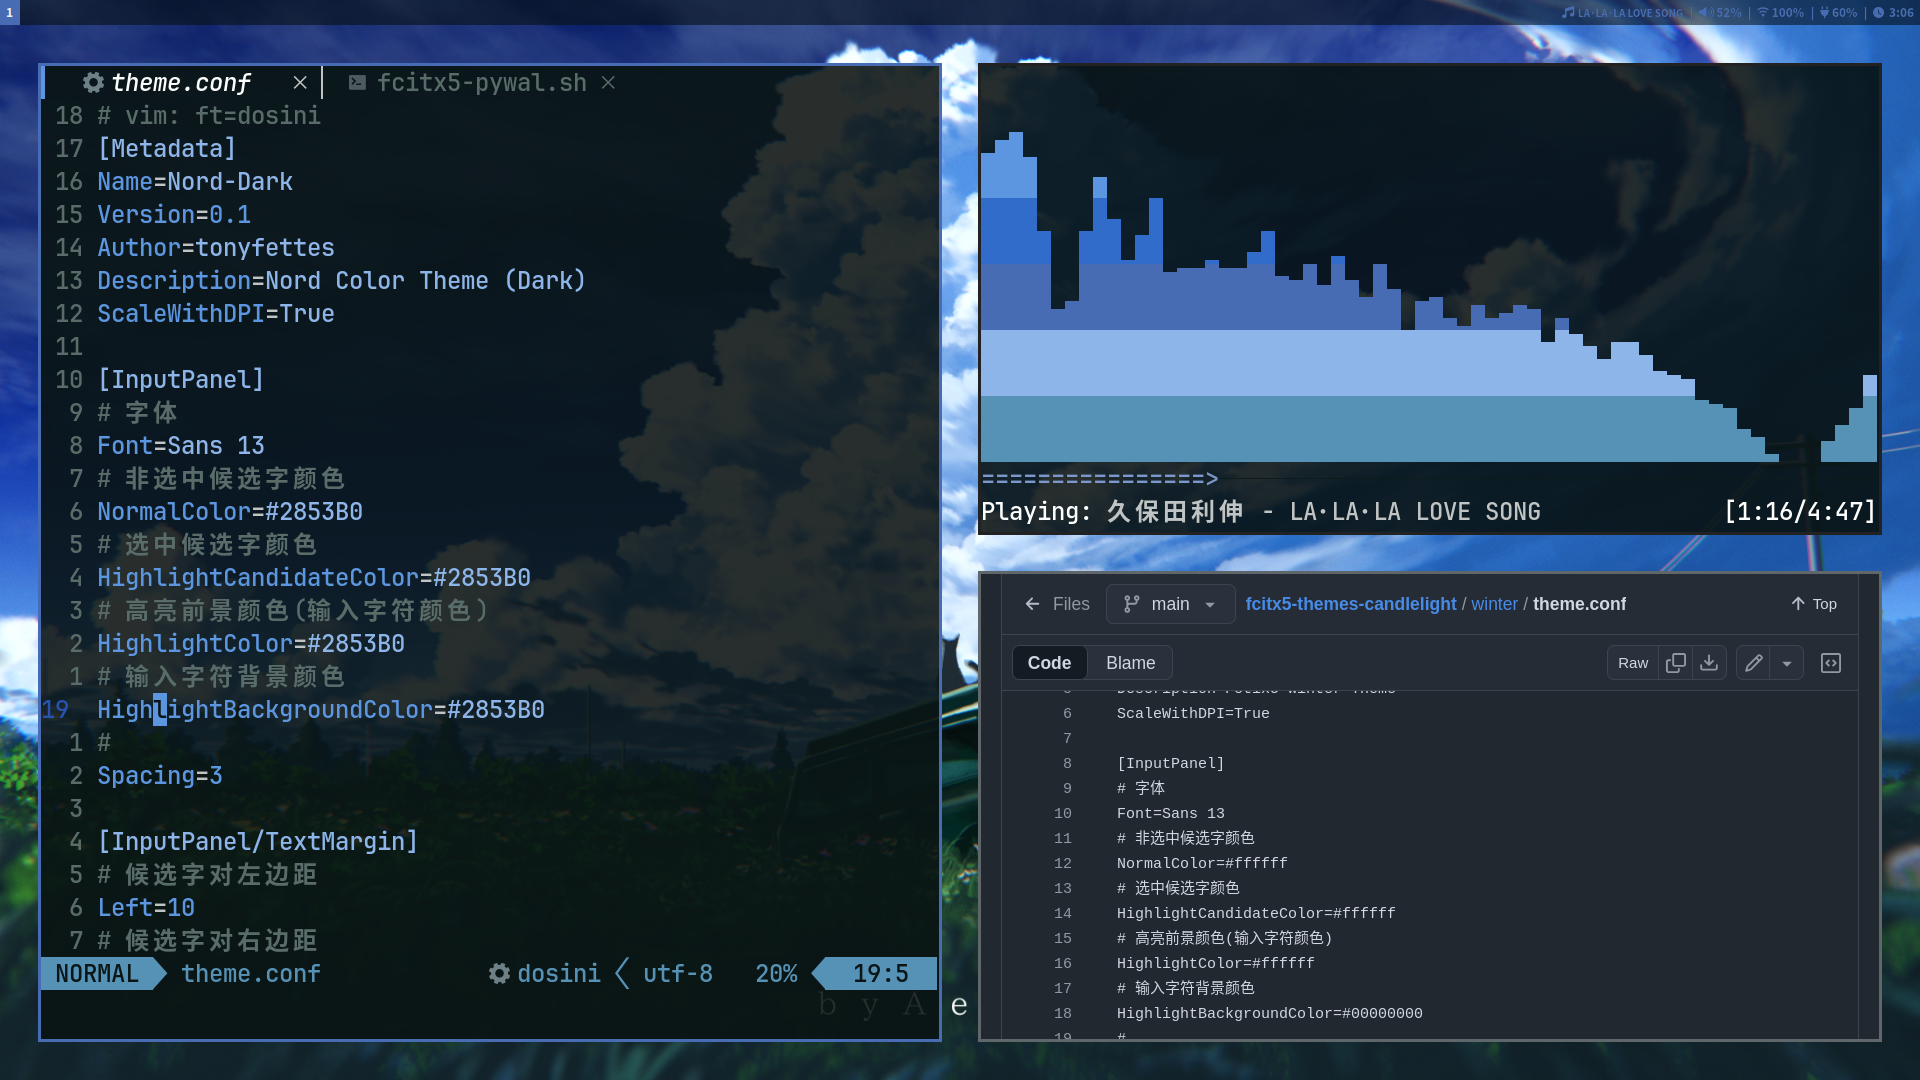 1
LA·LA·LA LOVE SONG | 52% | 100% | 60% | 3:06
theme.conf × fcitx5-pywal.sh ×
18 # vim: ft=dosini
17 [Metadata]
16 Name=Nord-Dark
15 Version=0.1
14 Author=tonyfettes
13 Description=Nord Color Theme (Dark)
12 ScaleWithDPI=True
11
10 [InputPanel]
9 # 字体
8 Font=Sans 13
7 # 非选中候选字颜色
6 NormalColor=#2853B0
5 # 选中候选字颜色
4 HighlightCandidateColor=#2853B0
3 # 高亮前景颜色(输入字符颜色)
2 HighlightColor=#2853B0
1 # 输入字符背景颜色
19 HighlightBackgroundColor=#2853B0
1 #
2 Spacing=3
3
4 [InputPanel/TextMargin]
5 # 候选字对左边距
6 Left=10
7 # 候选字对右边距
NORMAL theme.conf dosini utf-8 20% 19:5
by Ae
================>
Playing: 久保田利伸 - LA·LA·LA LOVE SONG [1:16/4:47]
Files main fcitx5-themes-candlelight / winter / theme.conf Top
Code Blame Raw
6 ScaleWithDPI=True
7
8 [InputPanel]
9 # 字体
10 Font=Sans 13
11 # 非选中候选字颜色
12 NormalColor=#ffffff
13 # 选中候选字颜色
14 HighlightCandidateColor=#ffffff
15 # 高亮前景颜色(输入字符颜色)
16 HighlightColor=#ffffff
17 # 输入字符背景颜色
18 HighlightBackgroundColor=#00000000
19 #